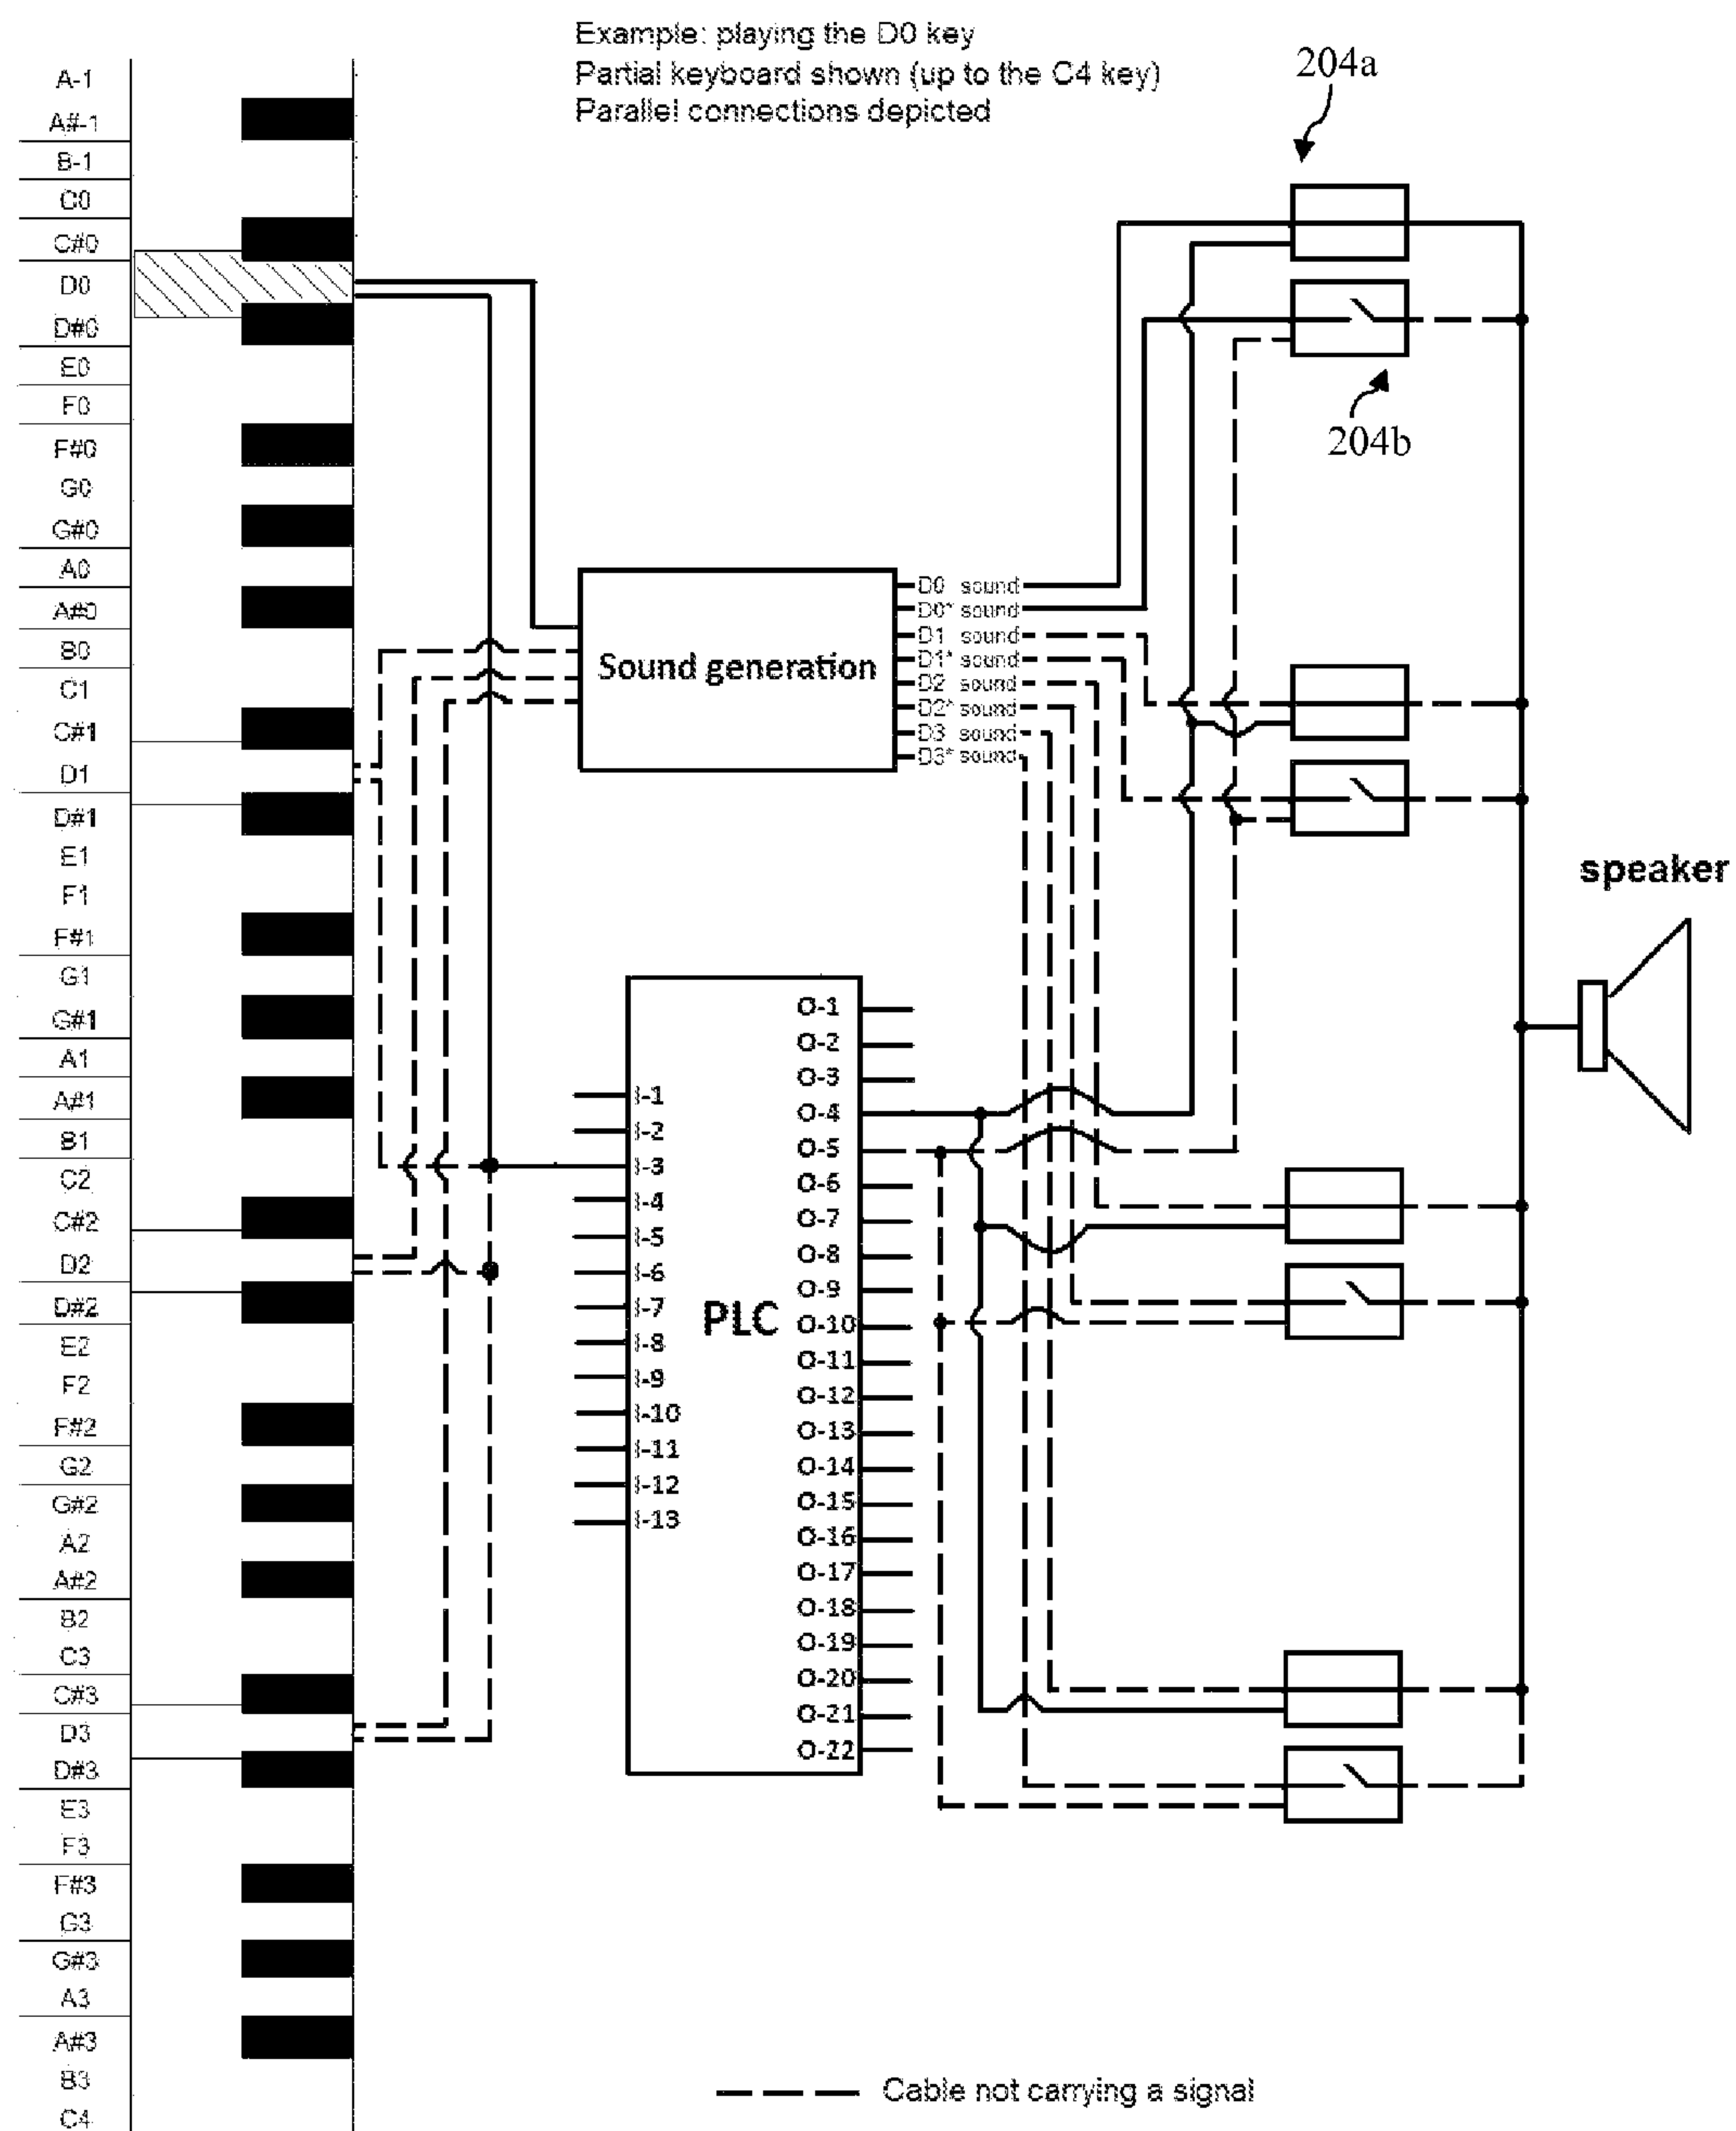 Example: playing the D0 key
Partial keyboard shown (up to the C4 key)
Parallel connections depicted
204a
204b
A-1
A#-1
B-1
C0
C#0
D0
D#0
E0
F0
F#0
G0
G#0
A0
A#0
B0
C1
C#1
D1
D#1
E1
F1
F#1
G1
G#1
A1
A#1
B1
C2
C#2
D2
D#2
E2
F2
F#2
G2
G#2
A2
A#2
B2
C3
C#3
D3
D#3
E3
F3
F#3
G3
G#3
A3
A#3
B3
C4
Sound generation
D0 sound
D0* sound
D1 sound
D1* sound
D2 sound
D2* sound
D3 sound
D3* sound
PLC
I-1
I-2
I-3
I-4
I-5
I-6
I-7
I-8
I-9
I-10
I-11
I-12
I-13
O-1
O-2
O-3
O-4
O-5
O-6
O-7
O-8
O-9
O-10
O-11
O-12
O-13
O-14
O-15
O-16
O-17
O-18
O-19
O-20
O-21
O-22
speaker
Cable not carrying a signal